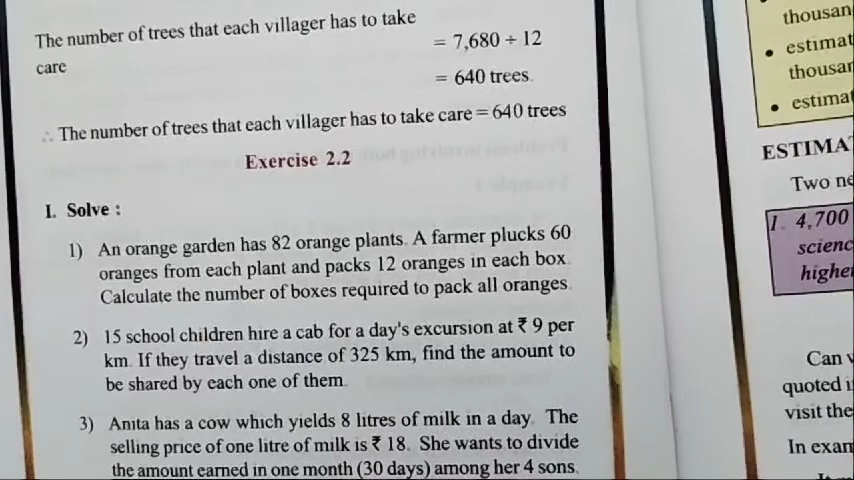 The number of trees that each villager has to take
care
= 7,680 ÷ 12
= 640 trees.
∴ The number of trees that each villager has to take care = 640 trees
Exercise 2.2
I. Solve :
1) An orange garden has 82 orange plants. A farmer plucks 60
oranges from each plant and packs 12 oranges in each box.
Calculate the number of boxes required to pack all oranges.
2) 15 school children hire a cab for a day's excursion at ₹ 9 per
km. If they travel a distance of 325 km, find the amount to
be shared by each one of them.
3) Anita has a cow which yields 8 litres of milk in a day. The
selling price of one litre of milk is ₹ 18. She wants to divide
the amount earned in one month (30 days) among her 4 sons.
thousan
• estimat
thousan
• estimat
ESTIMA
Two ne
1. 4,700
scienc
higher
Can
quoted i
visit the
In exam